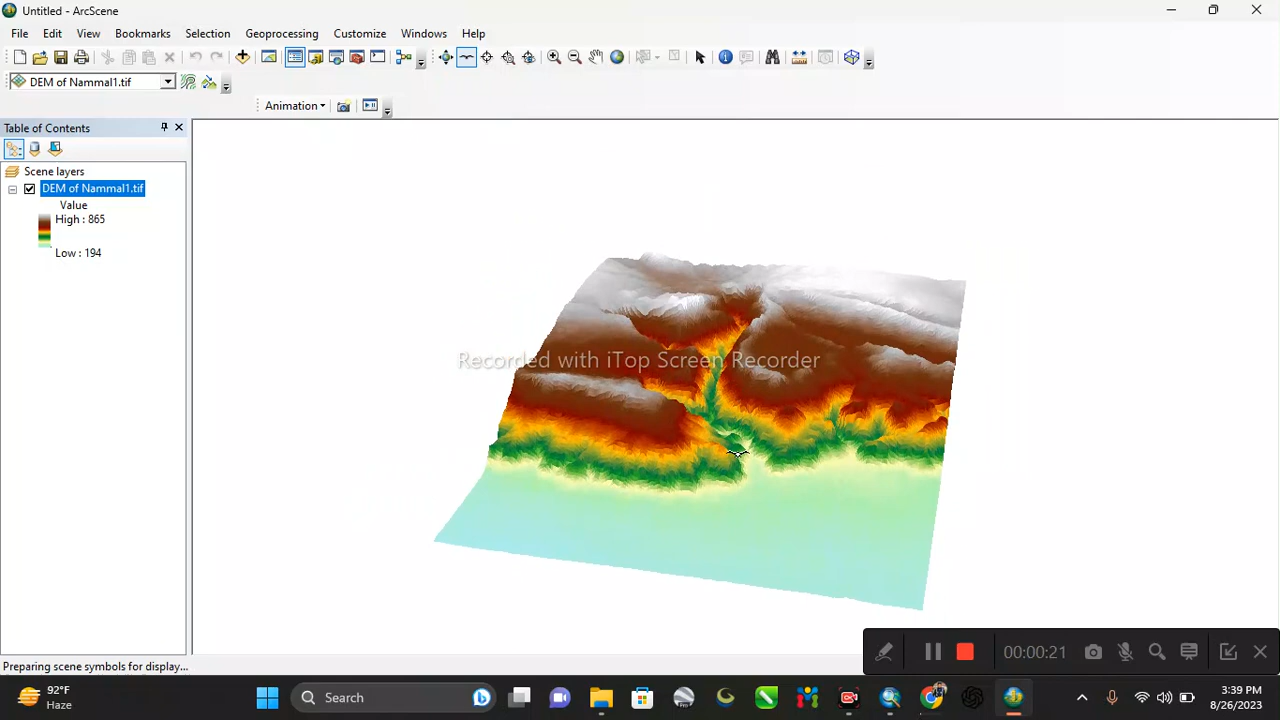 Untitled - ArcScene
File Edit View Bookmarks Selection Geoprocessing Customize Windows Help
DEM of Nammal1.tif
Animation
Table of Contents
Scene layers
DEM of Nammal1.tif
Value
High : 865
Low : 194
Recorded with iTop Screen Recorder
00:00:21
Preparing scene symbols for display...
92°F
Haze
Search
3:39 PM
8/26/2023